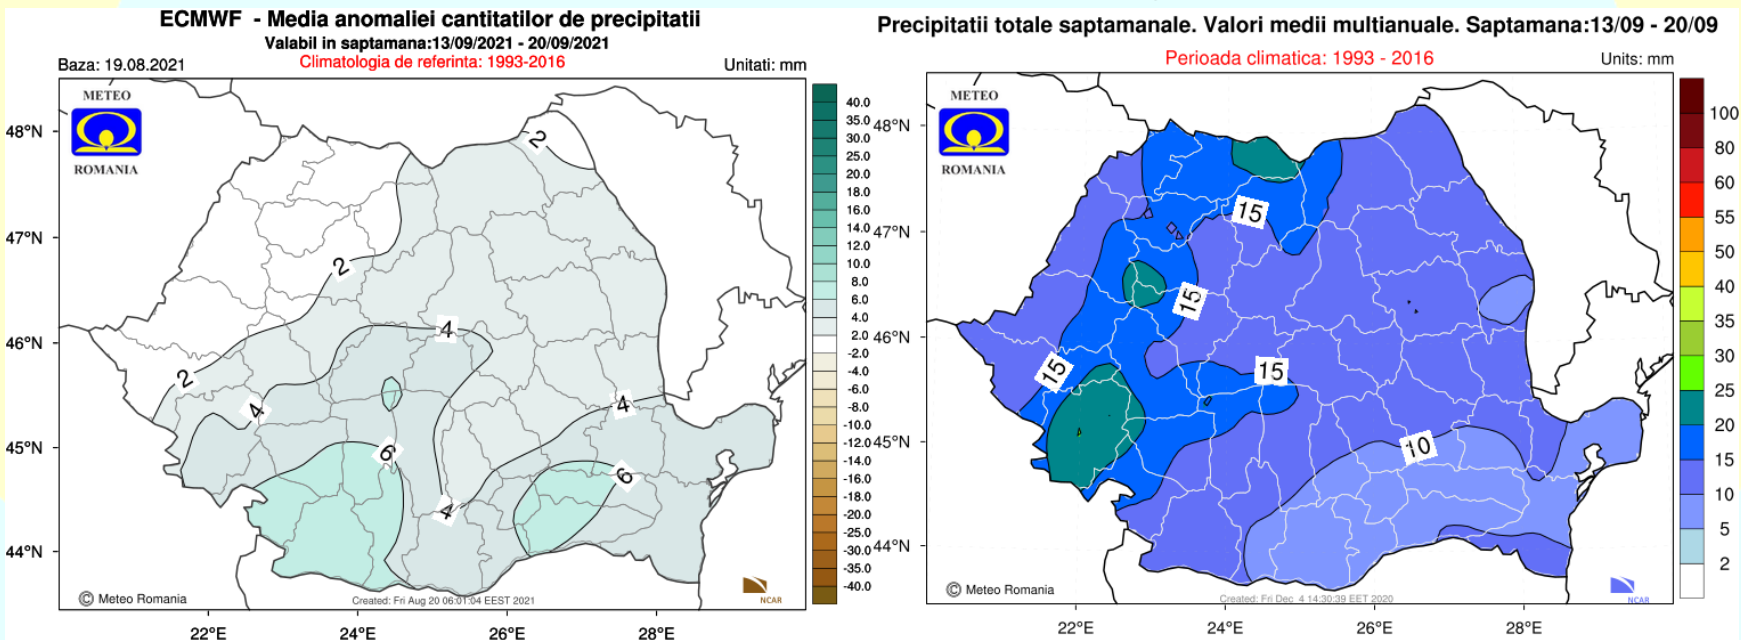 ECMWF - Media anomaliei cantitatilor de precipitatii
Valabil in saptamana:13/09/2021 - 20/09/2021
Baza: 19.08.2021
Climatologia de referinta: 1993-2016
Unitati: mm
METEO
ROMANIA
48°N
47°N
46°N
45°N
44°N
2
2
2
4
4
4
4
6
6
40.0
35.0
30.0
25.0
20.0
18.0
16.0
14.0
12.0
10.0
8.0
6.0
4.0
2.0
-2.0
-4.0
-6.0
-8.0
-10.0
-12.0
-14.0
-16.0
-18.0
-20.0
-25.0
-30.0
-35.0
-40.0
© Meteo Romania
Created: Fri Aug 20 06:01:04 EEST 2021
NCAR
22°E
24°E
26°E
28°E
Precipitatii totale saptamanale. Valori medii multianuale. Saptamana:13/09 - 20/09
Perioada climatica: 1993 - 2016
Units: mm
METEO
ROMANIA
48°N
47°N
46°N
45°N
44°N
15
15
15
15
10
100
80
60
55
50
40
35
30
25
20
15
10
5
2
© Meteo Romania
Created: Fri Dec 4 14:30:39 EET 2020
NCAR
22°E
24°E
26°E
28°E